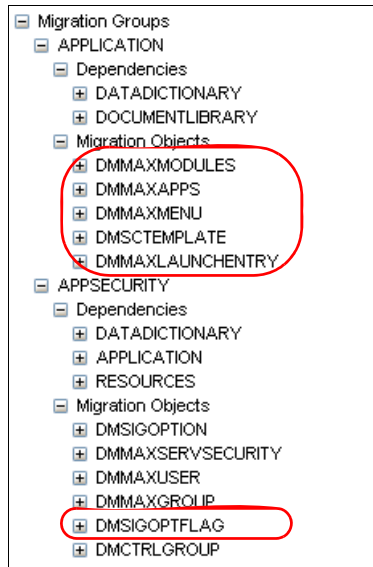 Migration Groups
APPLICATION
Dependencies
DATADICTIONARY
DOCUMENTLIBRARY
Migration Objects
DMMAXMODULES
DMMAXAPPS
DMMAXMENU
DMSCTEMPLATE
DMMAXLAUNCHENTRY
APPSECURITY
Dependencies
DATADICTIONARY
APPLICATION
RESOURCES
Migration Objects
DMSIGOPTION
DMMAXSERVSECURITY
DMMAXUSER
DMMAXGROUP
DMSIGOPTFLAG
DMCTRLGROUP